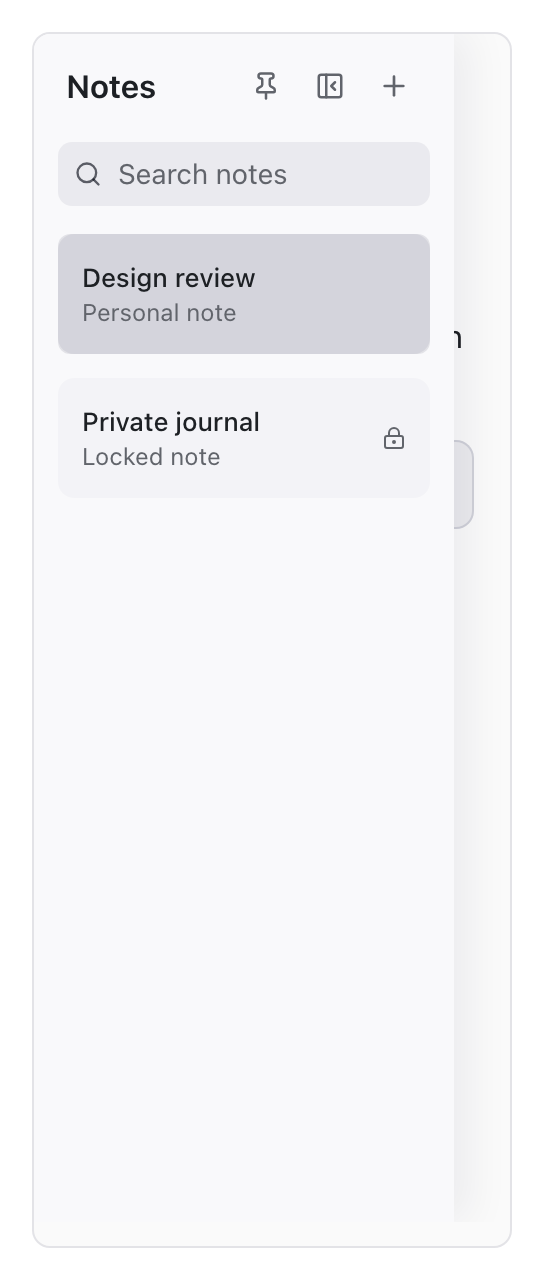 Notes
Search notes
Design review
Personal note
Private journal
Locked note